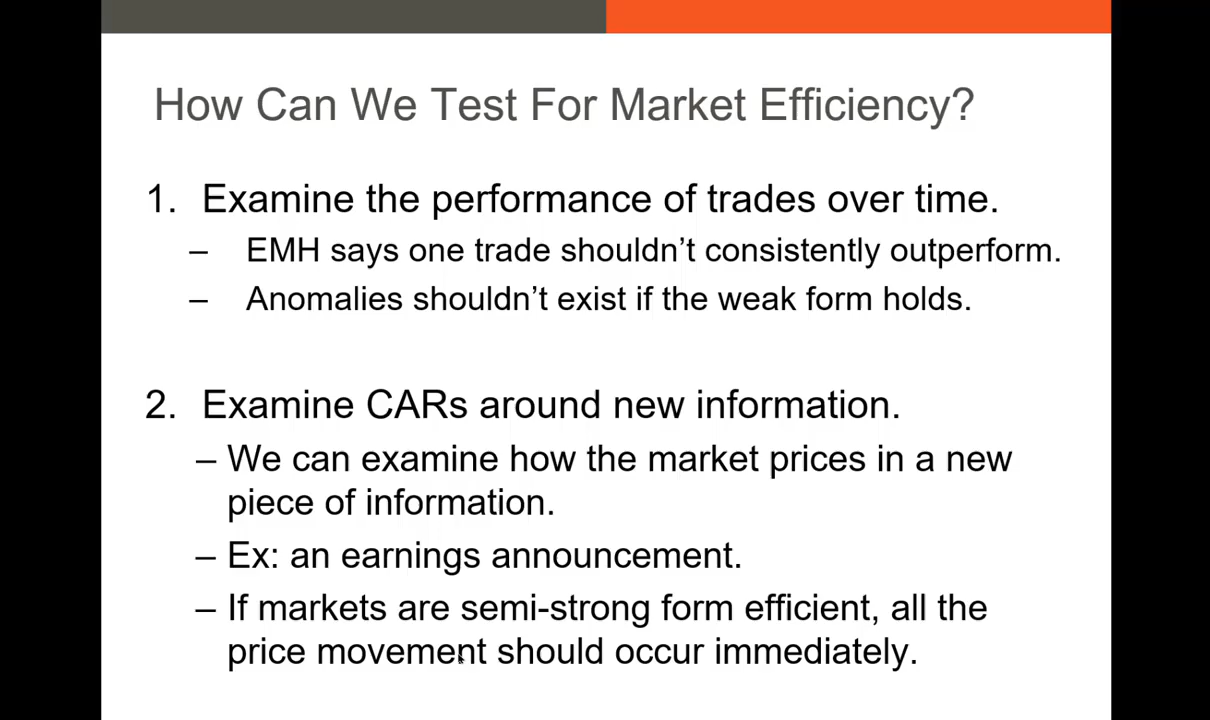 How Can We Test For Market Efficiency?
1. Examine the performance of trades over time.
– EMH says one trade shouldn’t consistently outperform.
– Anomalies shouldn’t exist if the weak form holds.
2. Examine CARs around new information.
– We can examine how the market prices in a new
piece of information.
– Ex: an earnings announcement.
– If markets are semi-strong form efficient, all the
price movement should occur immediately.